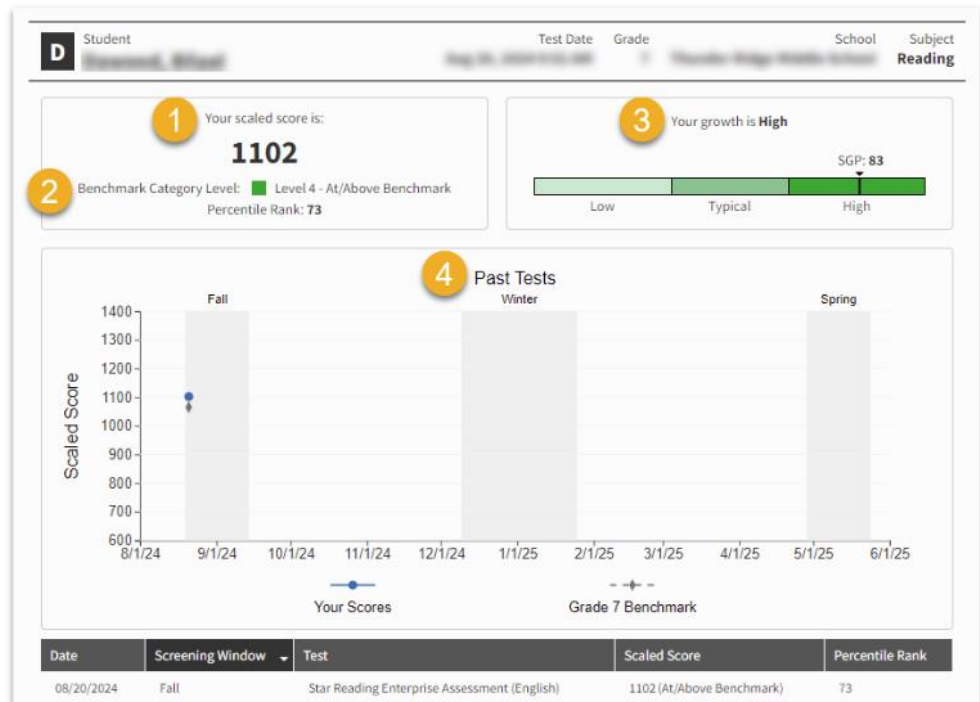 D
Student
Test Date Grade School Subject
Reading
1 Your scaled score is:
1102
2 Benchmark Category Level: Level 4 - At/Above Benchmark
Percentile Rank: 73
3 Your growth is High
SGP: 83
Low Typical High
4 Past Tests
Fall Winter Spring
1400
1300
1200
1100
1000
900
800
700
600
Scaled Score
8/1/24 9/1/24 10/1/24 11/1/24 12/1/24 1/1/25 2/1/25 3/1/25 4/1/25 5/1/25 6/1/25
Your Scores Grade 7 Benchmark
Date Screening Window Test Scaled Score Percentile Rank
08/20/2024 Fall Star Reading Enterprise Assessment (English) 1102 (At/Above Benchmark) 73